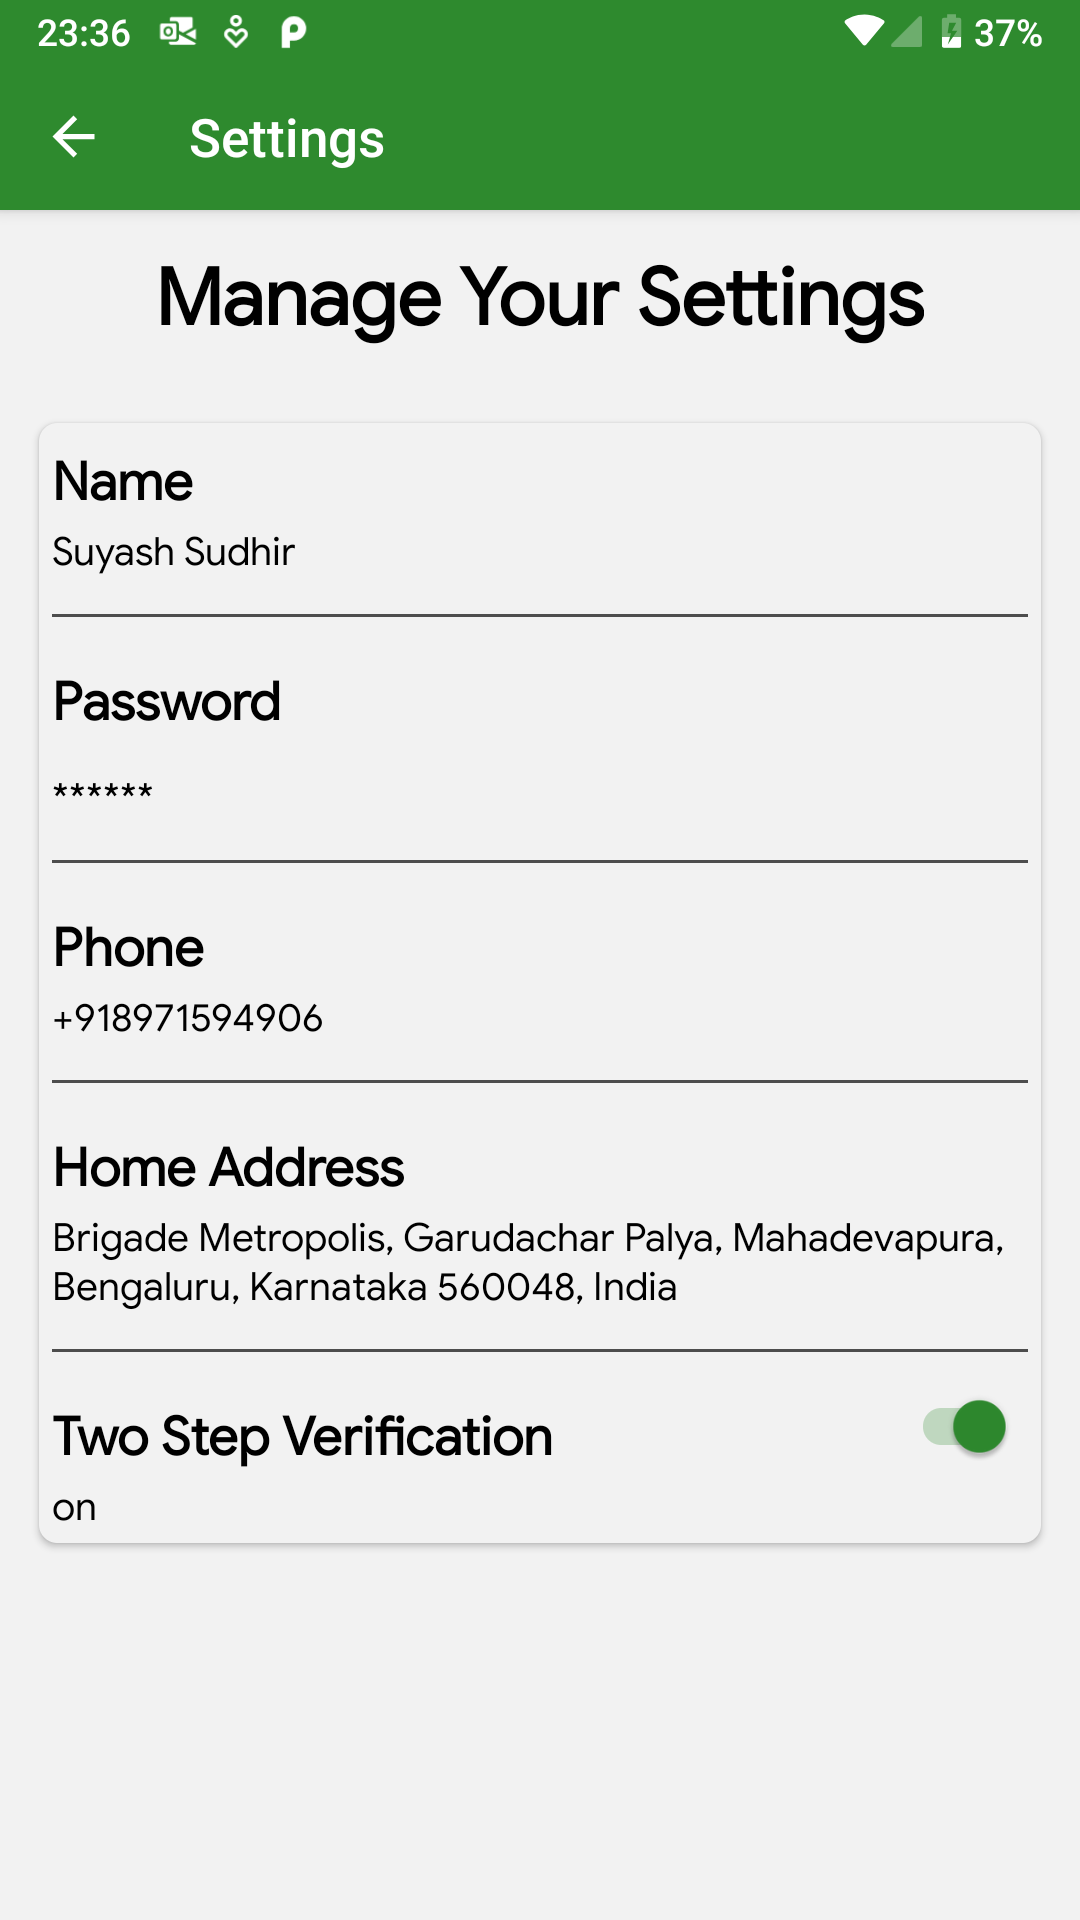 23:36 37%
Settings
Manage Your Settings
Name
Suyash Sudhir
Password
******
Phone
+918971594906
Home Address
Brigade Metropolis, Garudachar Palya, Mahadevapura,
Bengaluru, Karnataka 560048, India
Two Step Verification
on